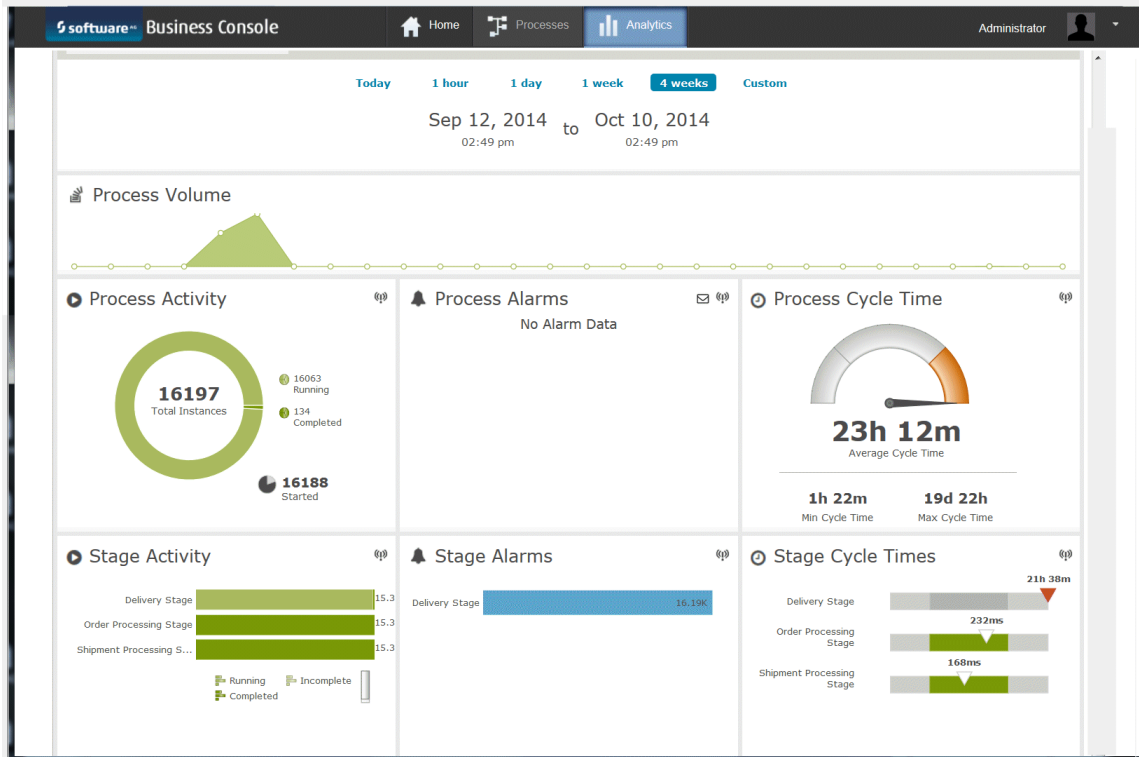 software AG Business Console
Home
Processes
Analytics
Administrator
Today 1 hour 1 day 1 week 4 weeks Custom
Sep 12, 2014 to Oct 10, 2014
02:49 pm 02:49 pm
Process Volume
Process Activity
16197
Total Instances
16063
Running
134
Completed
16188
Started
Process Alarms
No Alarm Data
Process Cycle Time
23h 12m
Average Cycle Time
1h 22m 19d 22h
Min Cycle Time Max Cycle Time
Stage Activity
Delivery Stage 15.3
Order Processing Stage 15.3
Shipment Processing S... 15.3
Running Incomplete
Completed
Stage Alarms
Delivery Stage 16.19K
Stage Cycle Times
21h 38m
Delivery Stage
232ms
Order Processing
Stage
168ms
Shipment Processing
Stage